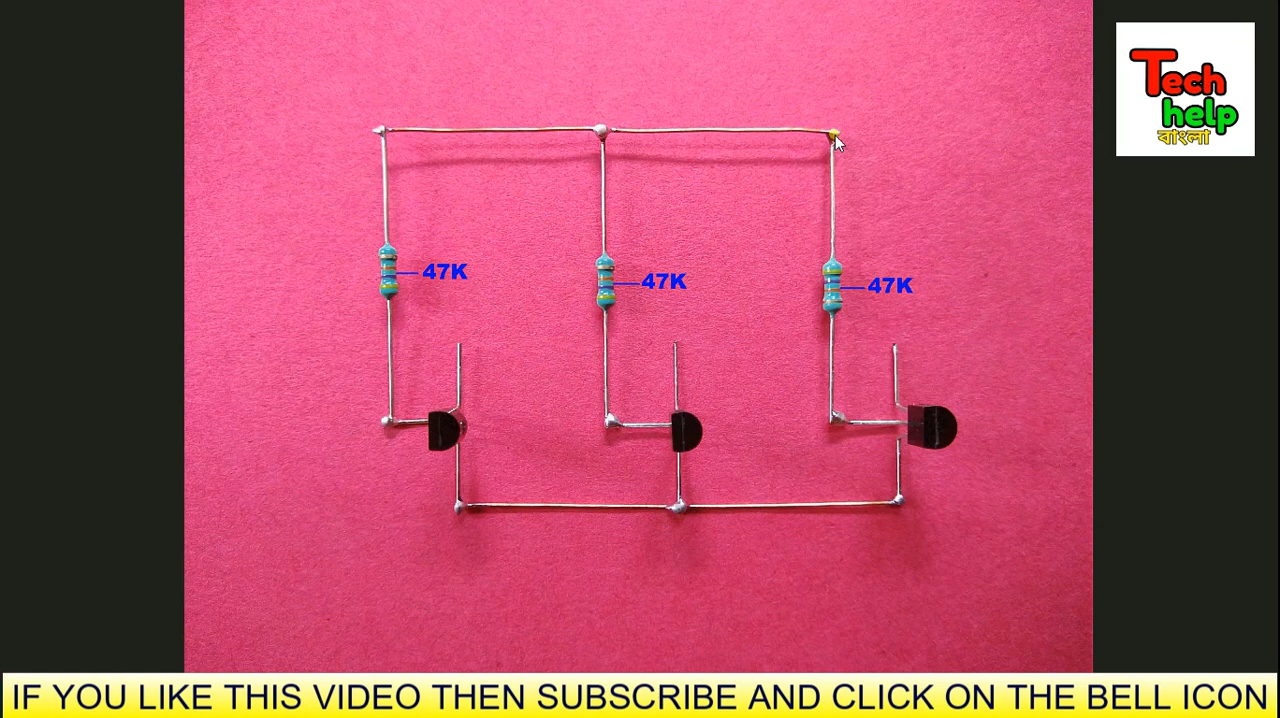 Tech
help
বাংলা
47K
47K
47K
IF YOU LIKE THIS VIDEO THEN SUBSCRIBE AND CLICK ON THE BELL ICON